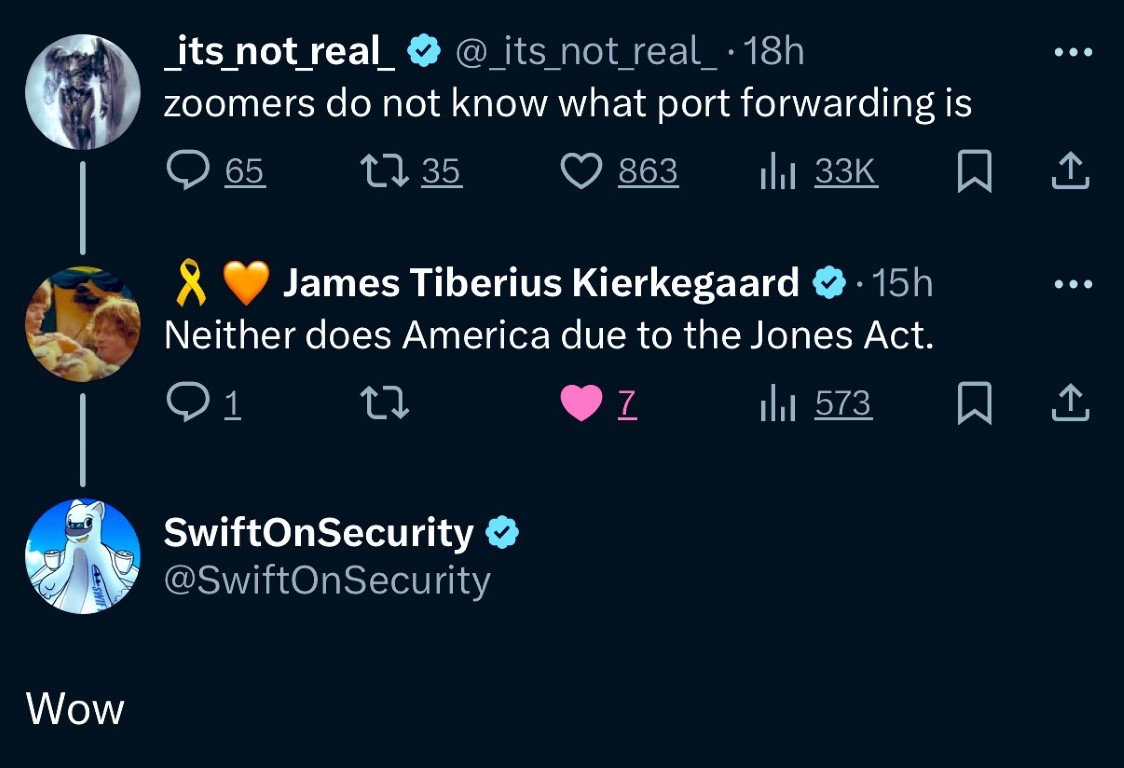 _its_not_real_ @_its_not_real_ · 18h
zoomers do not know what port forwarding is
65 35 863 33K
🎗️🧡 James Tiberius Kierkegaard · 15h
Neither does America due to the Jones Act.
1 7 573
SwiftOnSecurity
@SwiftOnSecurity
Wow